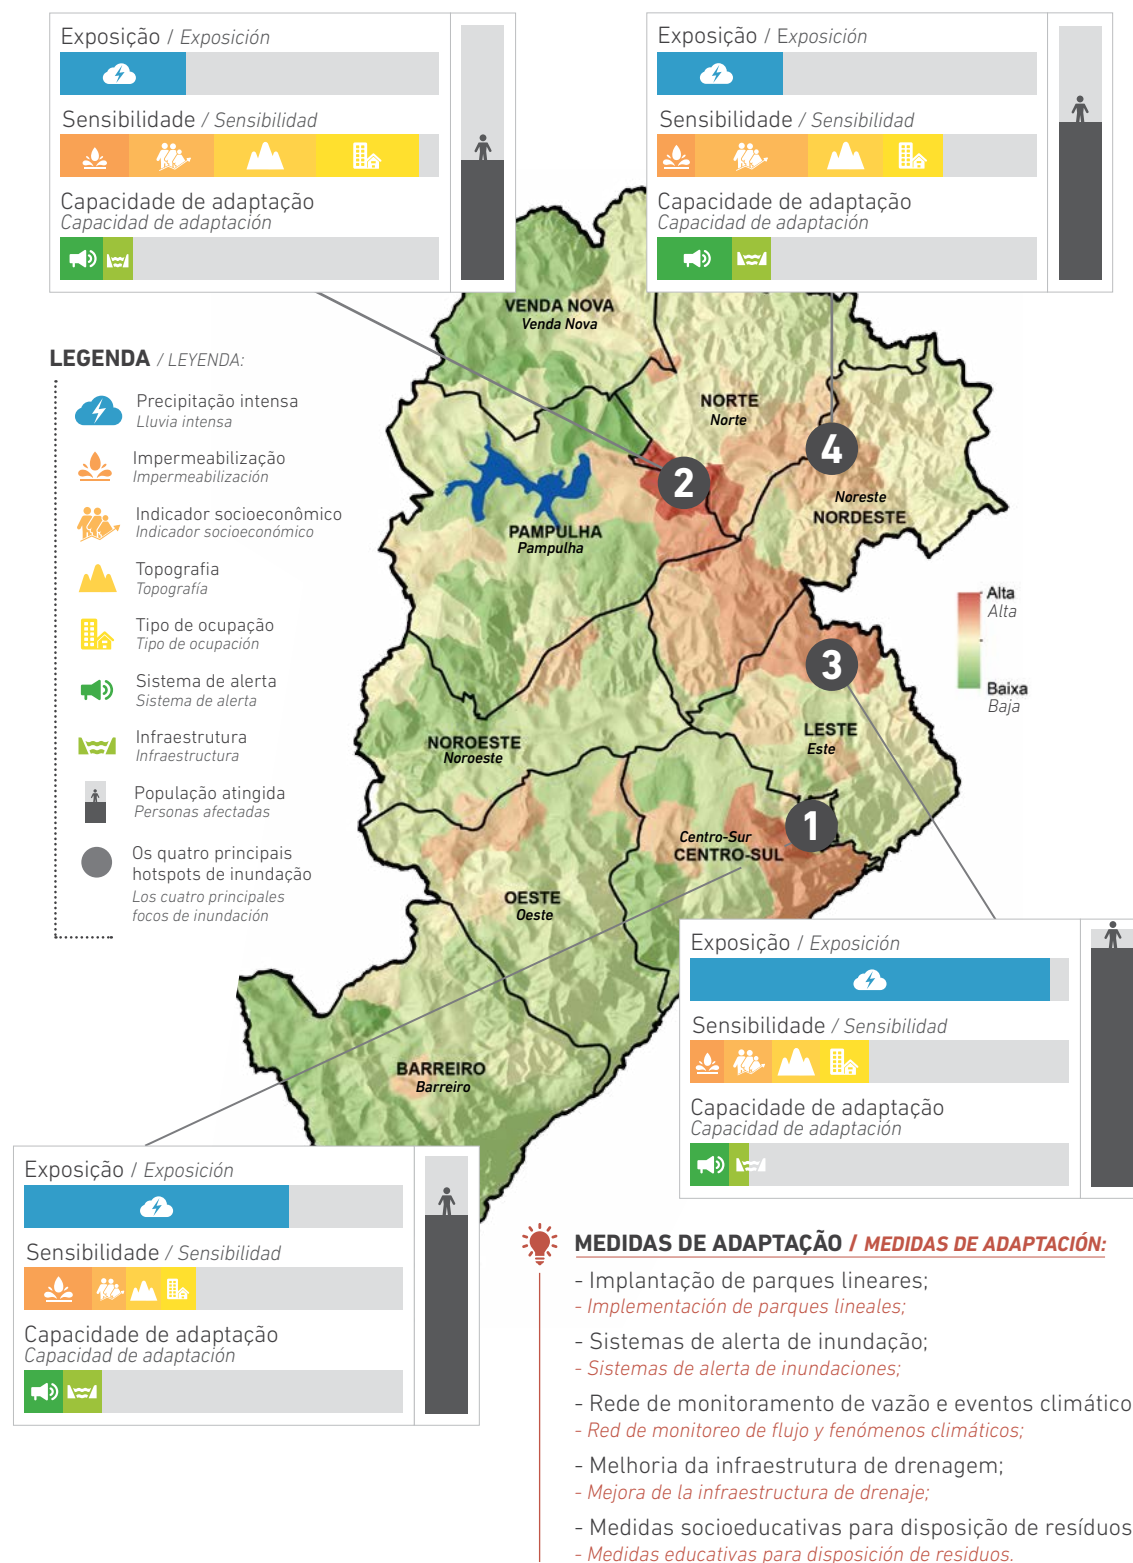 Exposição / Exposición
Sensibilidade / Sensibilidad
Capacidade de adaptação
Capacidad de adaptación
Exposição / Exposición
Sensibilidade / Sensibilidad
Capacidade de adaptação
Capacidad de adaptación
LEGENDA / LEYENDA:
Precipitação intensa
Lluvia intensa
Impermeabilização
Impermeabilización
Indicador socioeconômico
Indicador socioeconómico
Topografia
Topografía
Tipo de ocupação
Tipo de ocupación
Sistema de alerta
Sistema de alerta
Infraestrutura
Infraestructura
População atingida
Personas afectadas
Os quatro principais
hotspots de inundação
Los cuatro principales
focos de inundación
VENDA NOVA
Venda Nova
NORTE
Norte
4
2
Noreste
NORDESTE
PAMPULHA
Pampulha
Alta
Alta
Baixa
Baja
3
LESTE
Este
NOROESTE
Noroeste
1
Centro-Sur
CENTRO-SUL
OESTE
Oeste
BARREIRO
Barreiro
Exposição / Exposición
Sensibilidade / Sensibilidad
Capacidade de adaptação
Capacidad de adaptación
Exposição / Exposición
Sensibilidade / Sensibilidad
Capacidade de adaptação
Capacidad de adaptación
MEDIDAS DE ADAPTAÇÃO / MEDIDAS DE ADAPTACIÓN:
- Implantação de parques lineares;
- Implementación de parques lineales;
- Sistemas de alerta de inundação;
- Sistemas de alerta de inundaciones;
- Rede de monitoramento de vazão e eventos climático
- Red de monitoreo de flujo y fenómenos climáticos;
- Melhoria da infraestrutura de drenagem;
- Mejora de la infraestructura de drenaje;
- Medidas socioeducativas para disposição de resíduos
- Medidas educativas para disposición de residuos.